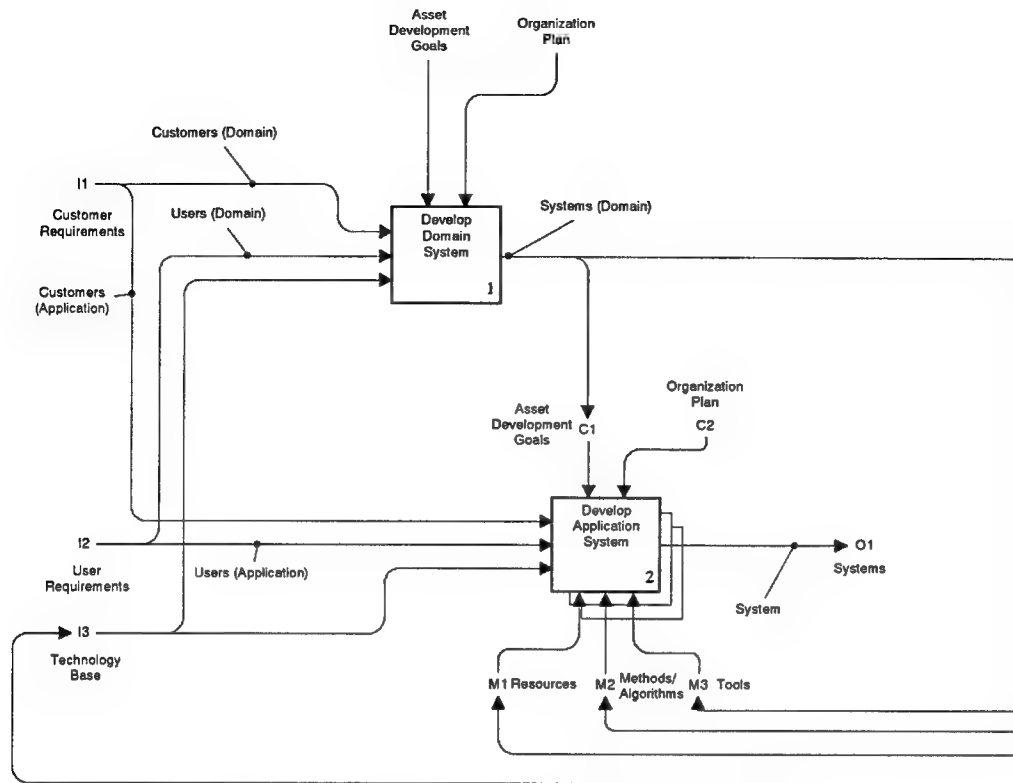 Asset
Development
Goals
Organization
Plan
Customers (Domain)
I1
Customer
Requirements
Users (Domain)
Develop
Domain
System
1
Systems (Domain)
Customers
(Application)
Organization
Plan
C2
Asset
Development
Goals
C1
Develop
Application
System
2
I2
User
Requirements
Users (Application)
O1
Systems
System
I3
Technology
Base
M1 Resources
M2
Methods/
Algorithms
M3 Tools